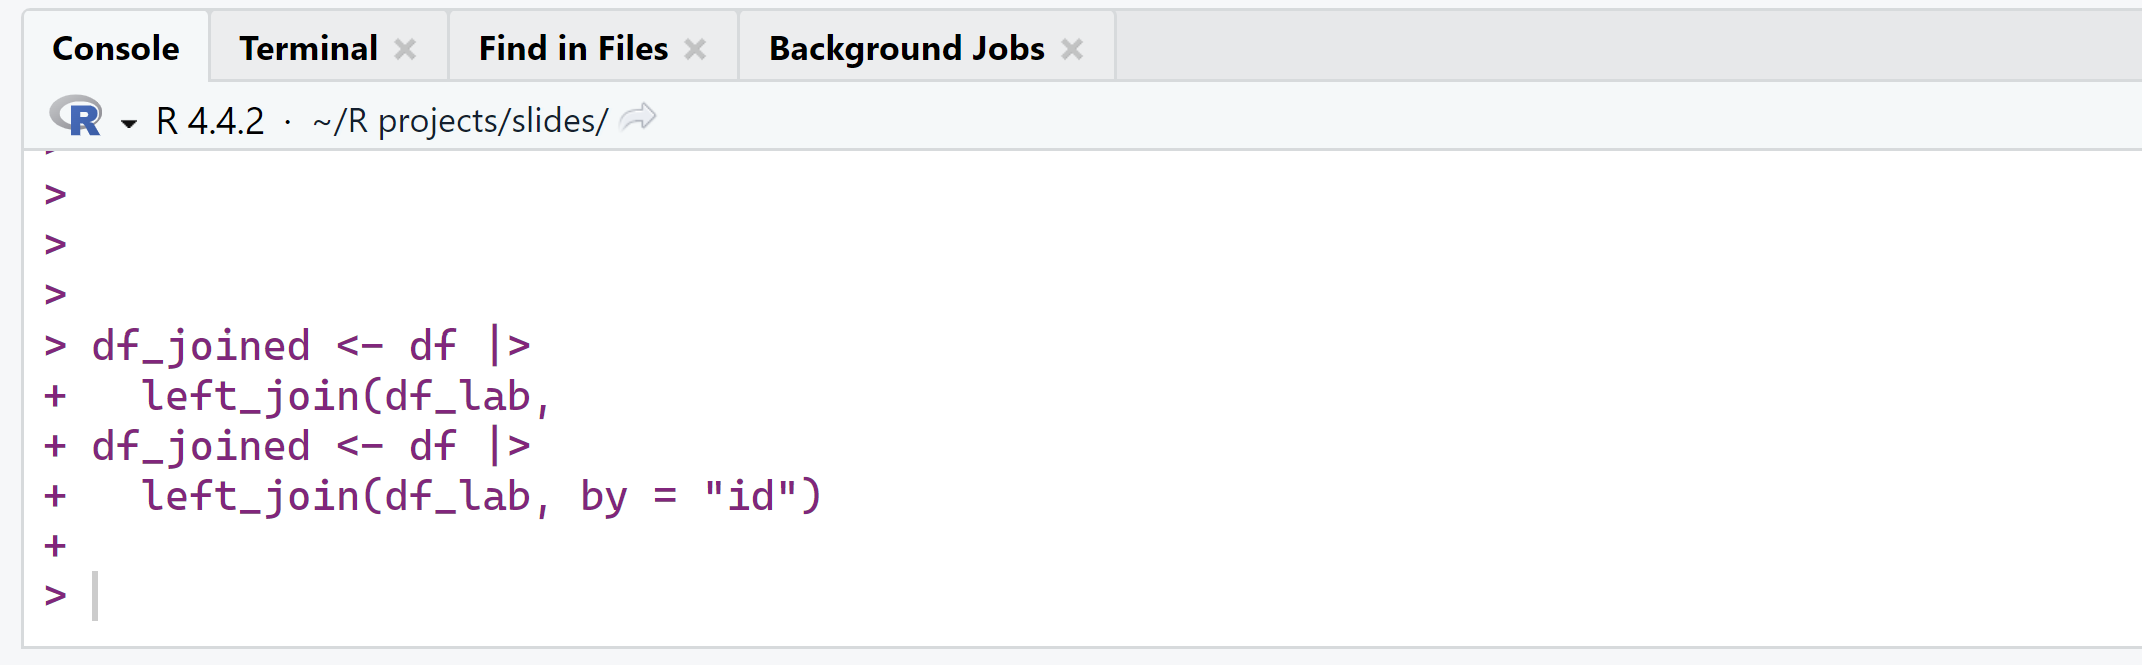 Console Terminal Find in Files Background Jobs
R R 4.4.2 · ~/R projects/slides/
>
>
>
> df_joined <- df |>
+   left_join(df_lab,
+ df_joined <- df |>
+   left_join(df_lab, by = "id")
+
>